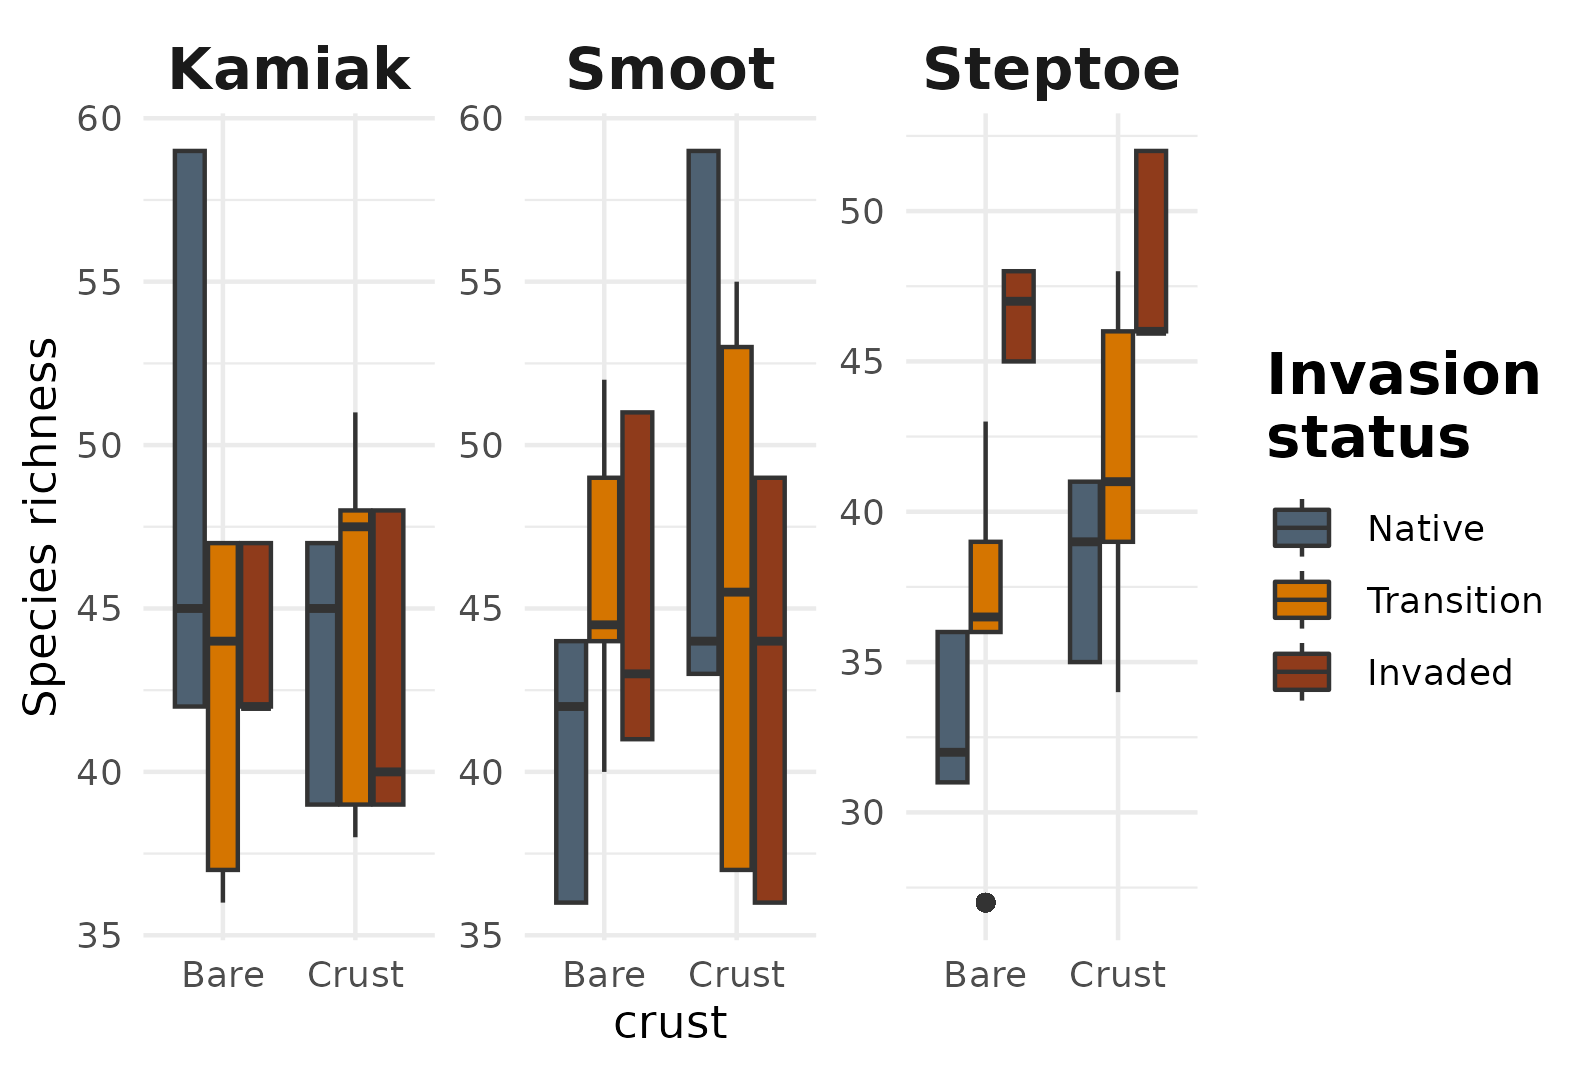 Kamiak Smoot Steptoe
60
55
50
45
40
35
60
55
50
45
40
35
50
45
40
35
30
Species richness
Bare Crust
Bare Crust
Bare Crust
crust
Invasion
status
Native
Transition
Invaded